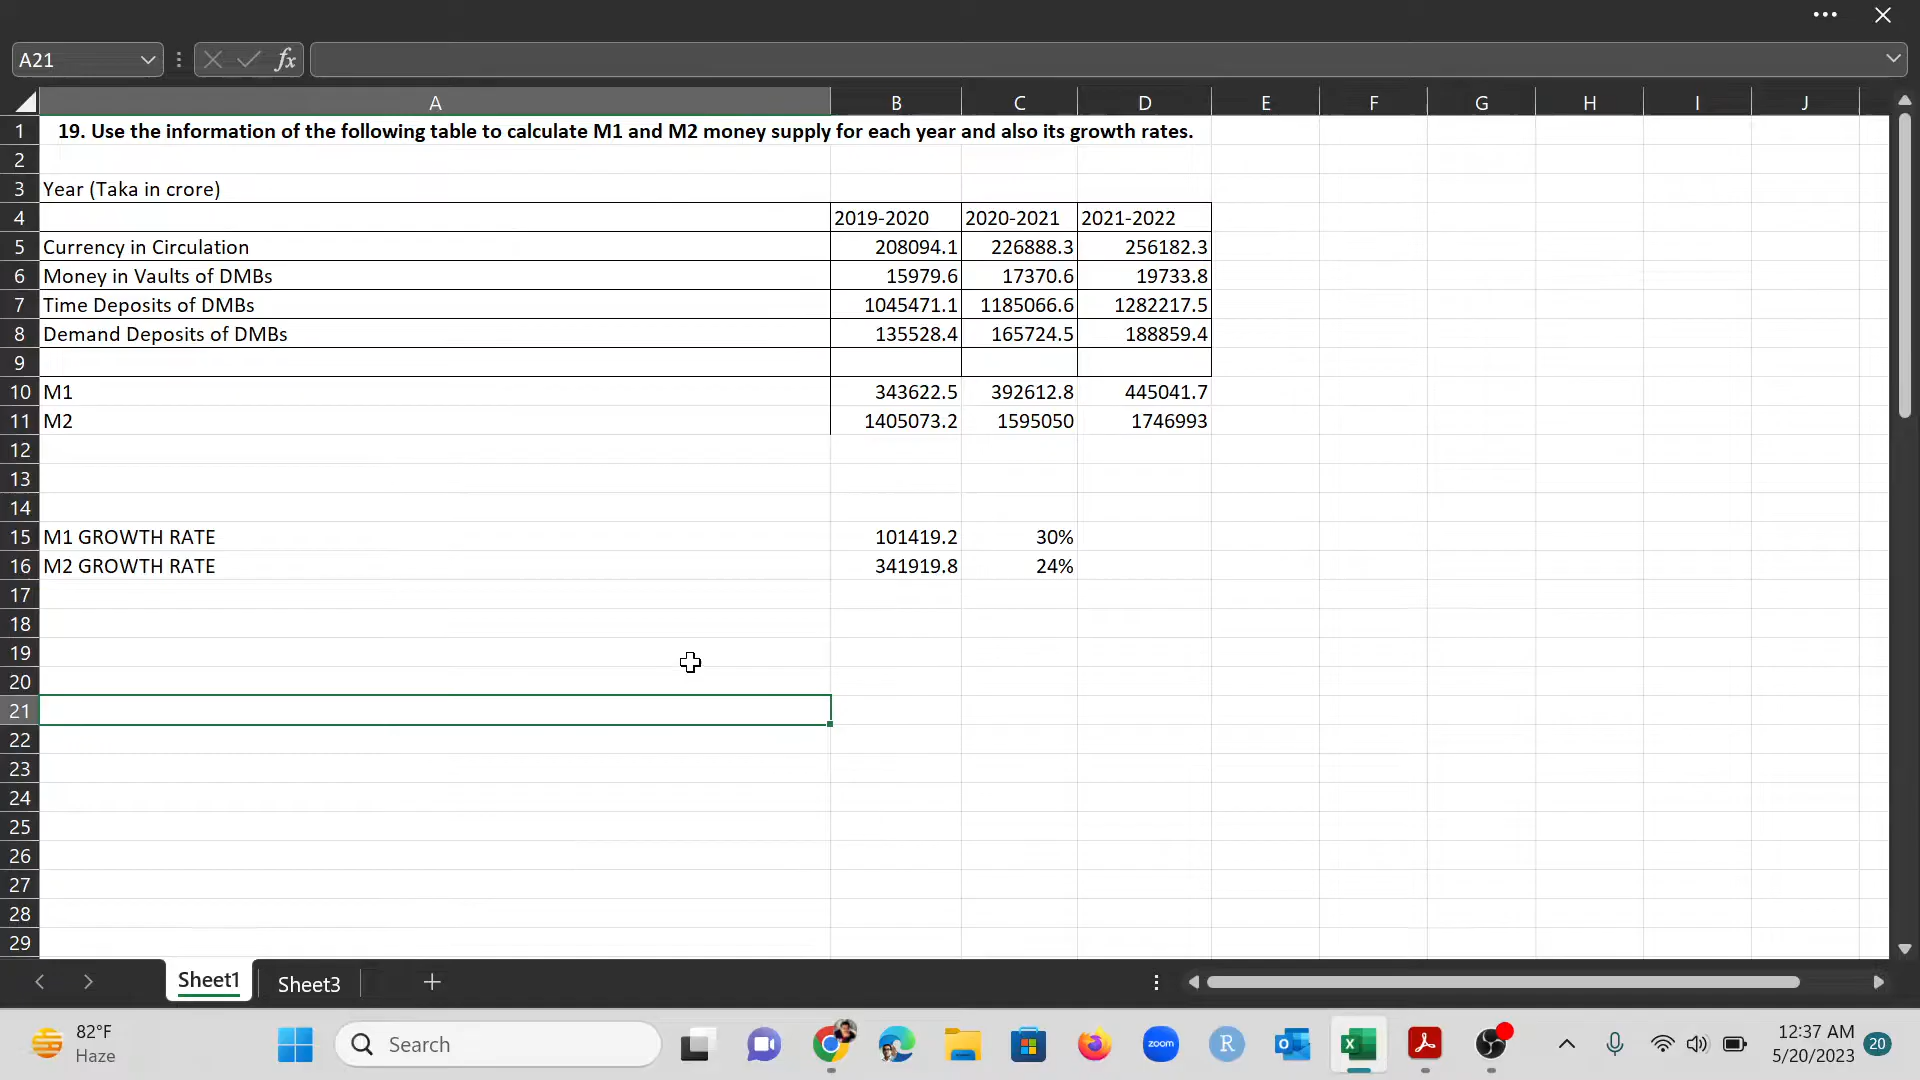 A21
fx
A B C D E F G H I J
1 19. Use the information of the following table to calculate M1 and M2 money supply for each year and also its growth rates.
2
3 Year (Taka in crore)
4 2019-2020 2020-2021 2021-2022
5 Currency in Circulation 208094.1 226888.3 256182.3
6 Money in Vaults of DMBs 15979.6 17370.6 19733.8
7 Time Deposits of DMBs 1045471.1 1185066.6 1282217.5
8 Demand Deposits of DMBs 135528.4 165724.5 188859.4
9
10 M1 343622.5 392612.8 445041.7
11 M2 1405073.2 1595050 1746993
12
13
14
15 M1 GROWTH RATE 101419.2 30%
16 M2 GROWTH RATE 341919.8 24%
17
18
19
20
21
22
23
24
25
26
27
28
29
Sheet1 Sheet3
82°F
Haze
Search
zoom
R
12:37 AM
5/20/2023
20